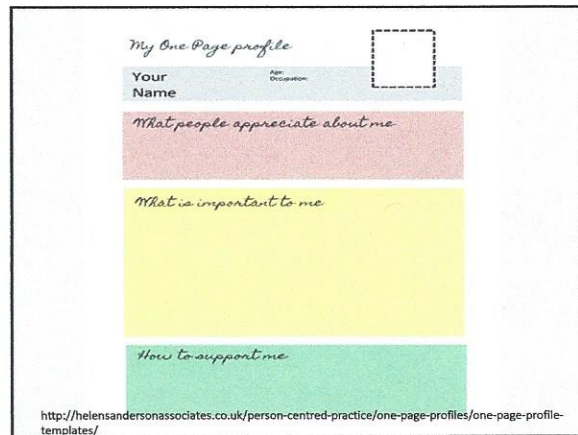 My One Page profile
Your
Name
Age:
Occupation:
What people appreciate about me
What is important to me
How to support me
http://helensandersonassociates.co.uk/person-centred-practice/one-page-profiles/one-page-profile-
templates/